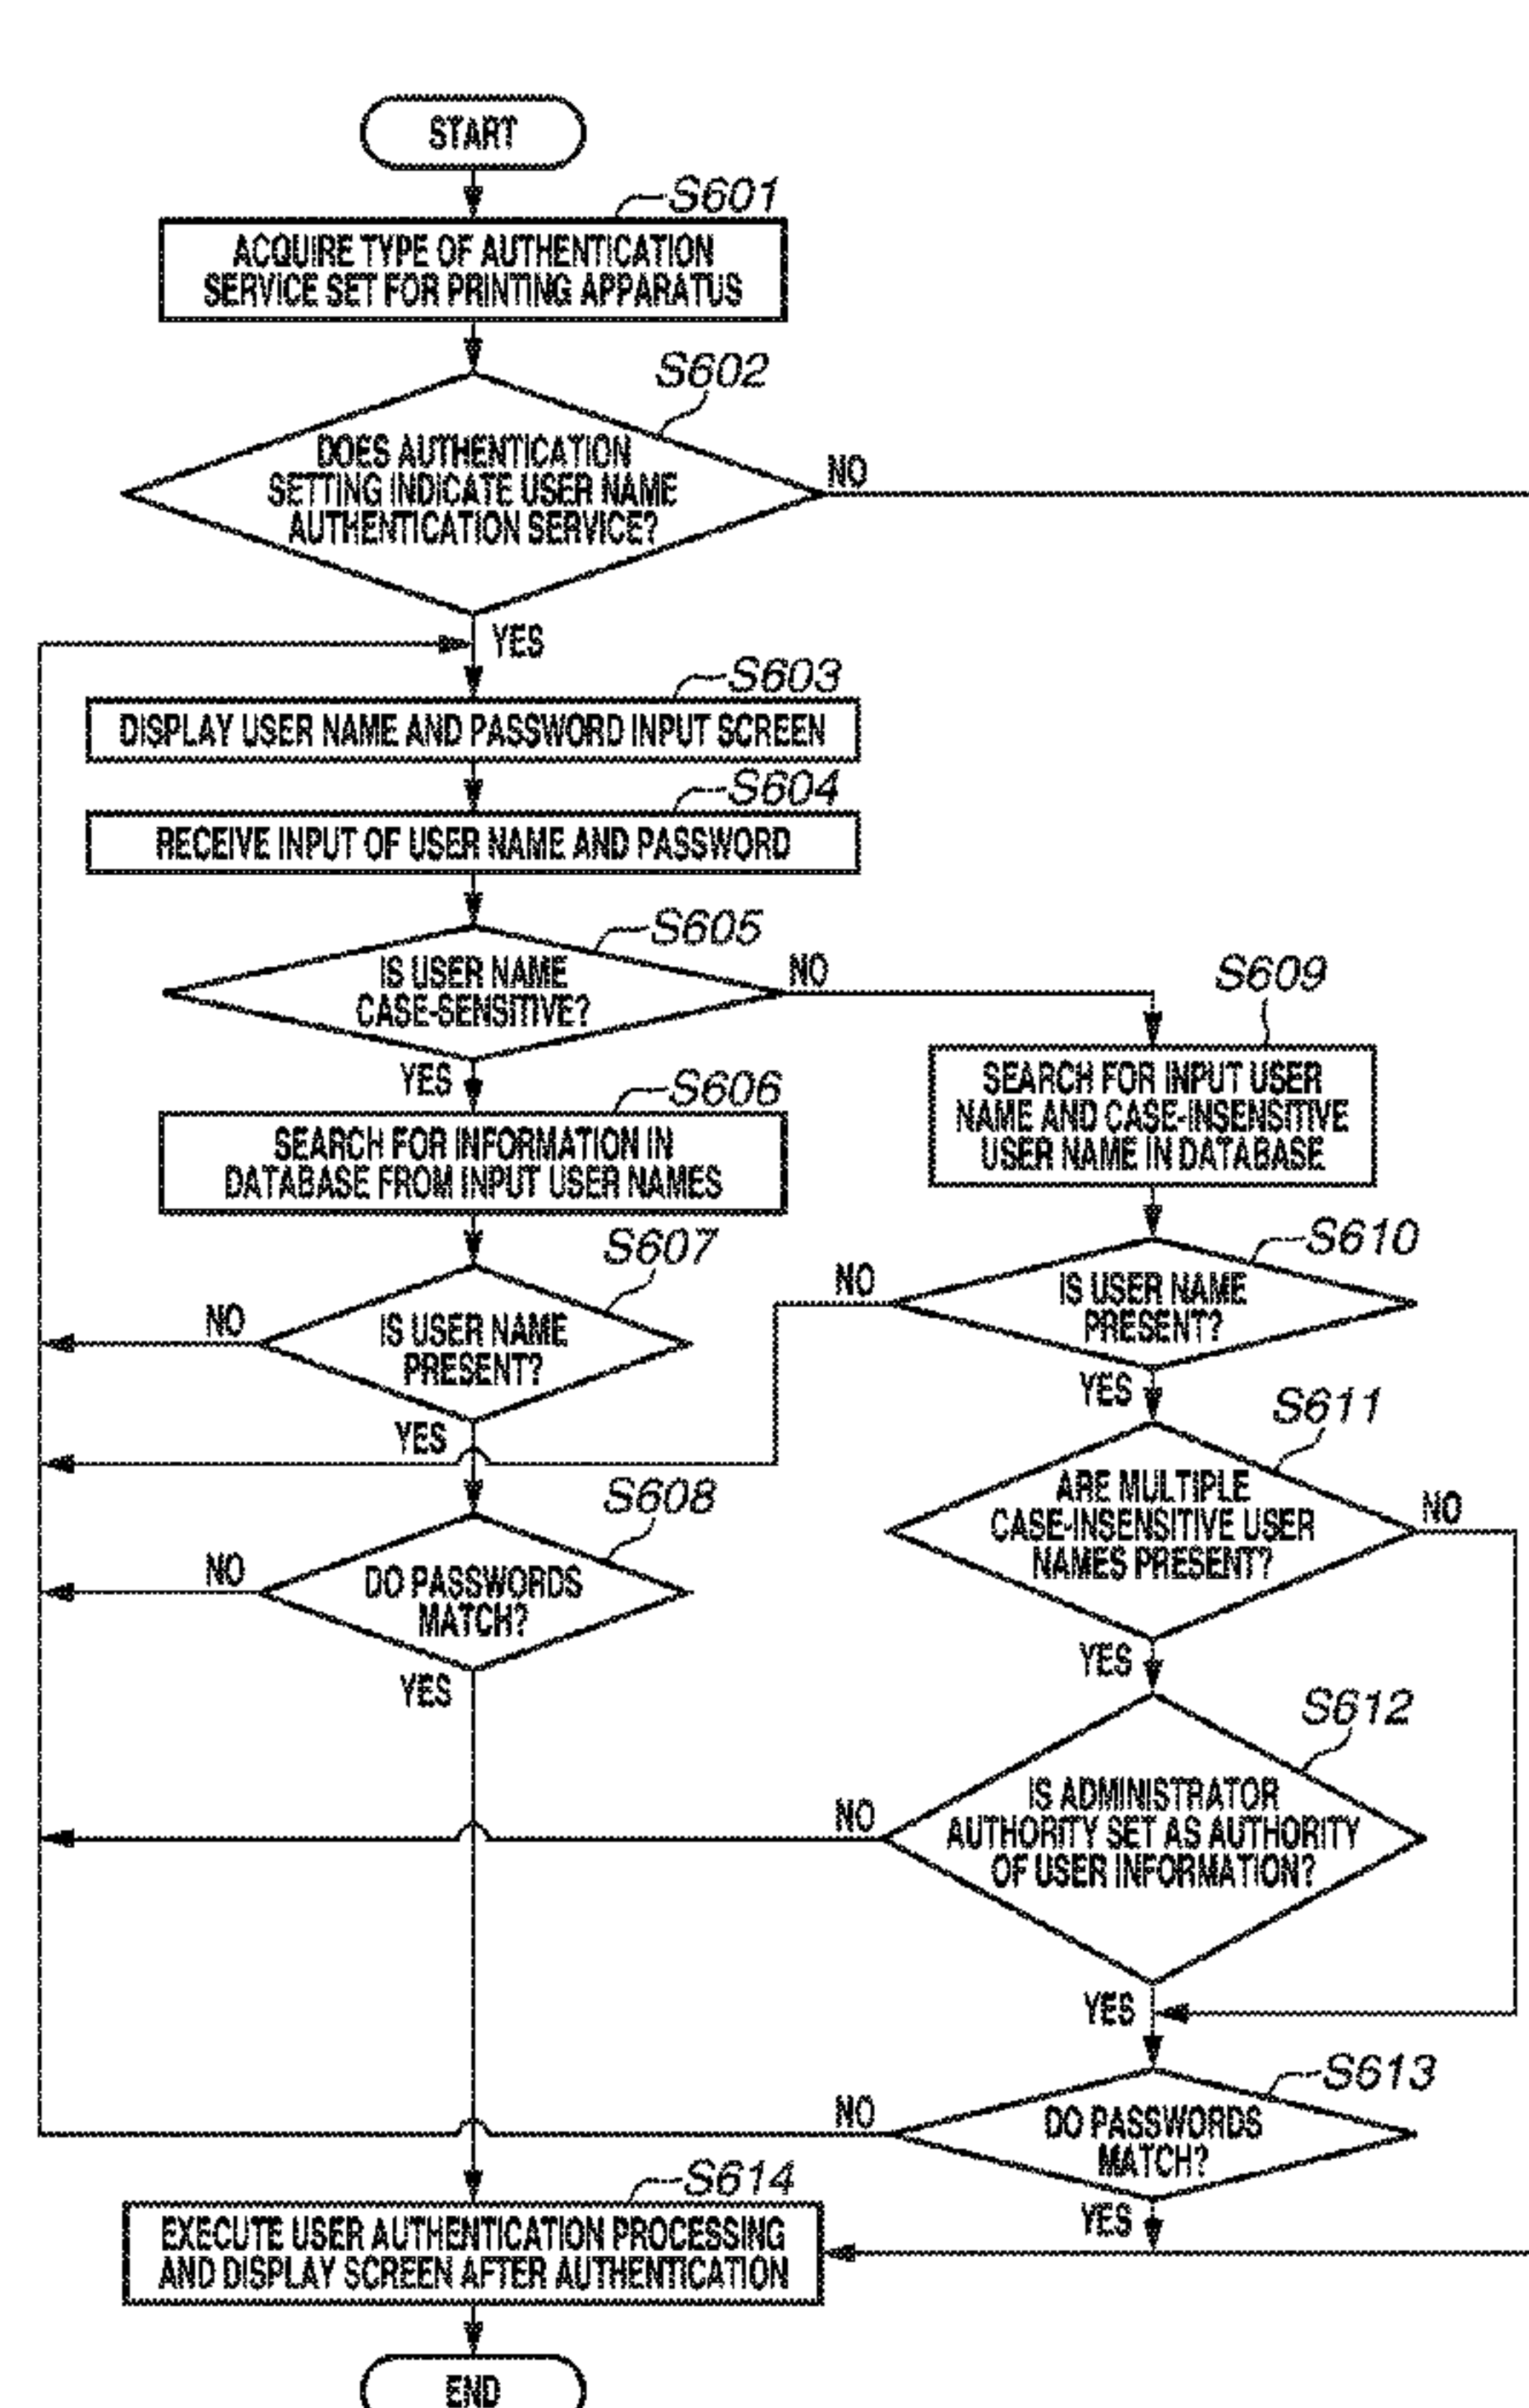 START
S601
ACQUIRE TYPE OF AUTHENTICATION
SERVICE SET FOR PRINTING APPARATUS
S602
DOES AUTHENTICATION
SETTING INDICATE USER NAME
AUTHENTICATION SERVICE?
NO
YES
S603
DISPLAY USER NAME AND PASSWORD INPUT SCREEN
S604
RECEIVE INPUT OF USER NAME AND PASSWORD
S605
IS USER NAME
CASE-SENSITIVE?
NO
YES
S606
SEARCH FOR INFORMATION IN
DATABASE FROM INPUT USER NAMES
S607
IS USER NAME
PRESENT?
NO
YES
S608
DO PASSWORDS
MATCH?
NO
YES
S609
SEARCH FOR INPUT USER
NAME AND CASE-INSENSITIVE
USER NAME IN DATABASE
S610
IS USER NAME
PRESENT?
NO
YES
S611
ARE MULTIPLE
CASE-INSENSITIVE USER
NAMES PRESENT?
NO
YES
S612
IS ADMINISTRATOR
AUTHORITY SET AS AUTHORITY
OF USER INFORMATION?
NO
YES
S613
DO PASSWORDS
MATCH?
NO
YES
S614
EXECUTE USER AUTHENTICATION PROCESSING
AND DISPLAY SCREEN AFTER AUTHENTICATION
END